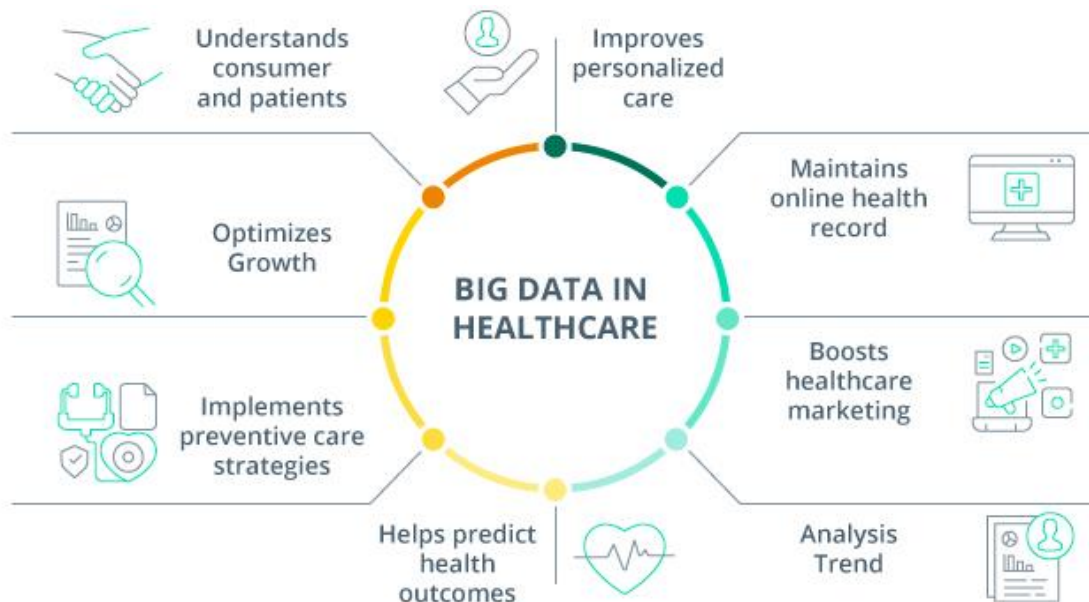 Understands
consumer
and patients
Improves
personalized
care
Maintains
online health
record
Optimizes
Growth
BIG DATA IN
HEALTHCARE
Boosts
healthcare
marketing
Implements
preventive care
strategies
Helps predict
health
outcomes
Analysis
Trend